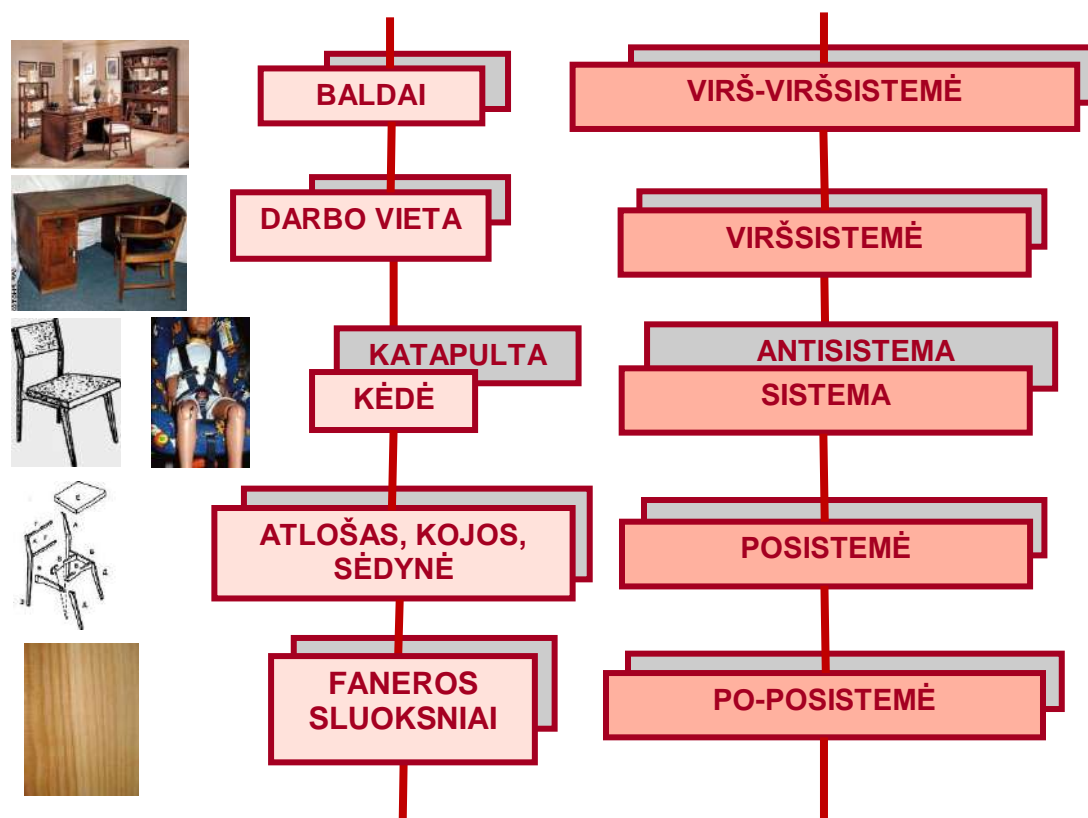 BALDAI
VIRŠ-VIRŠSISTEMĖ
DARBO VIETA
VIRŠSISTEMĖ
KATAPULTA
KĖDĖ
ANTISISTEMA
SISTEMA
ATLOŠAS, KOJOS,
SĖDYNĖ
POSISTEMĖ
FANEROS
SLUOKSNIAI
PO-POSISTEMĖ